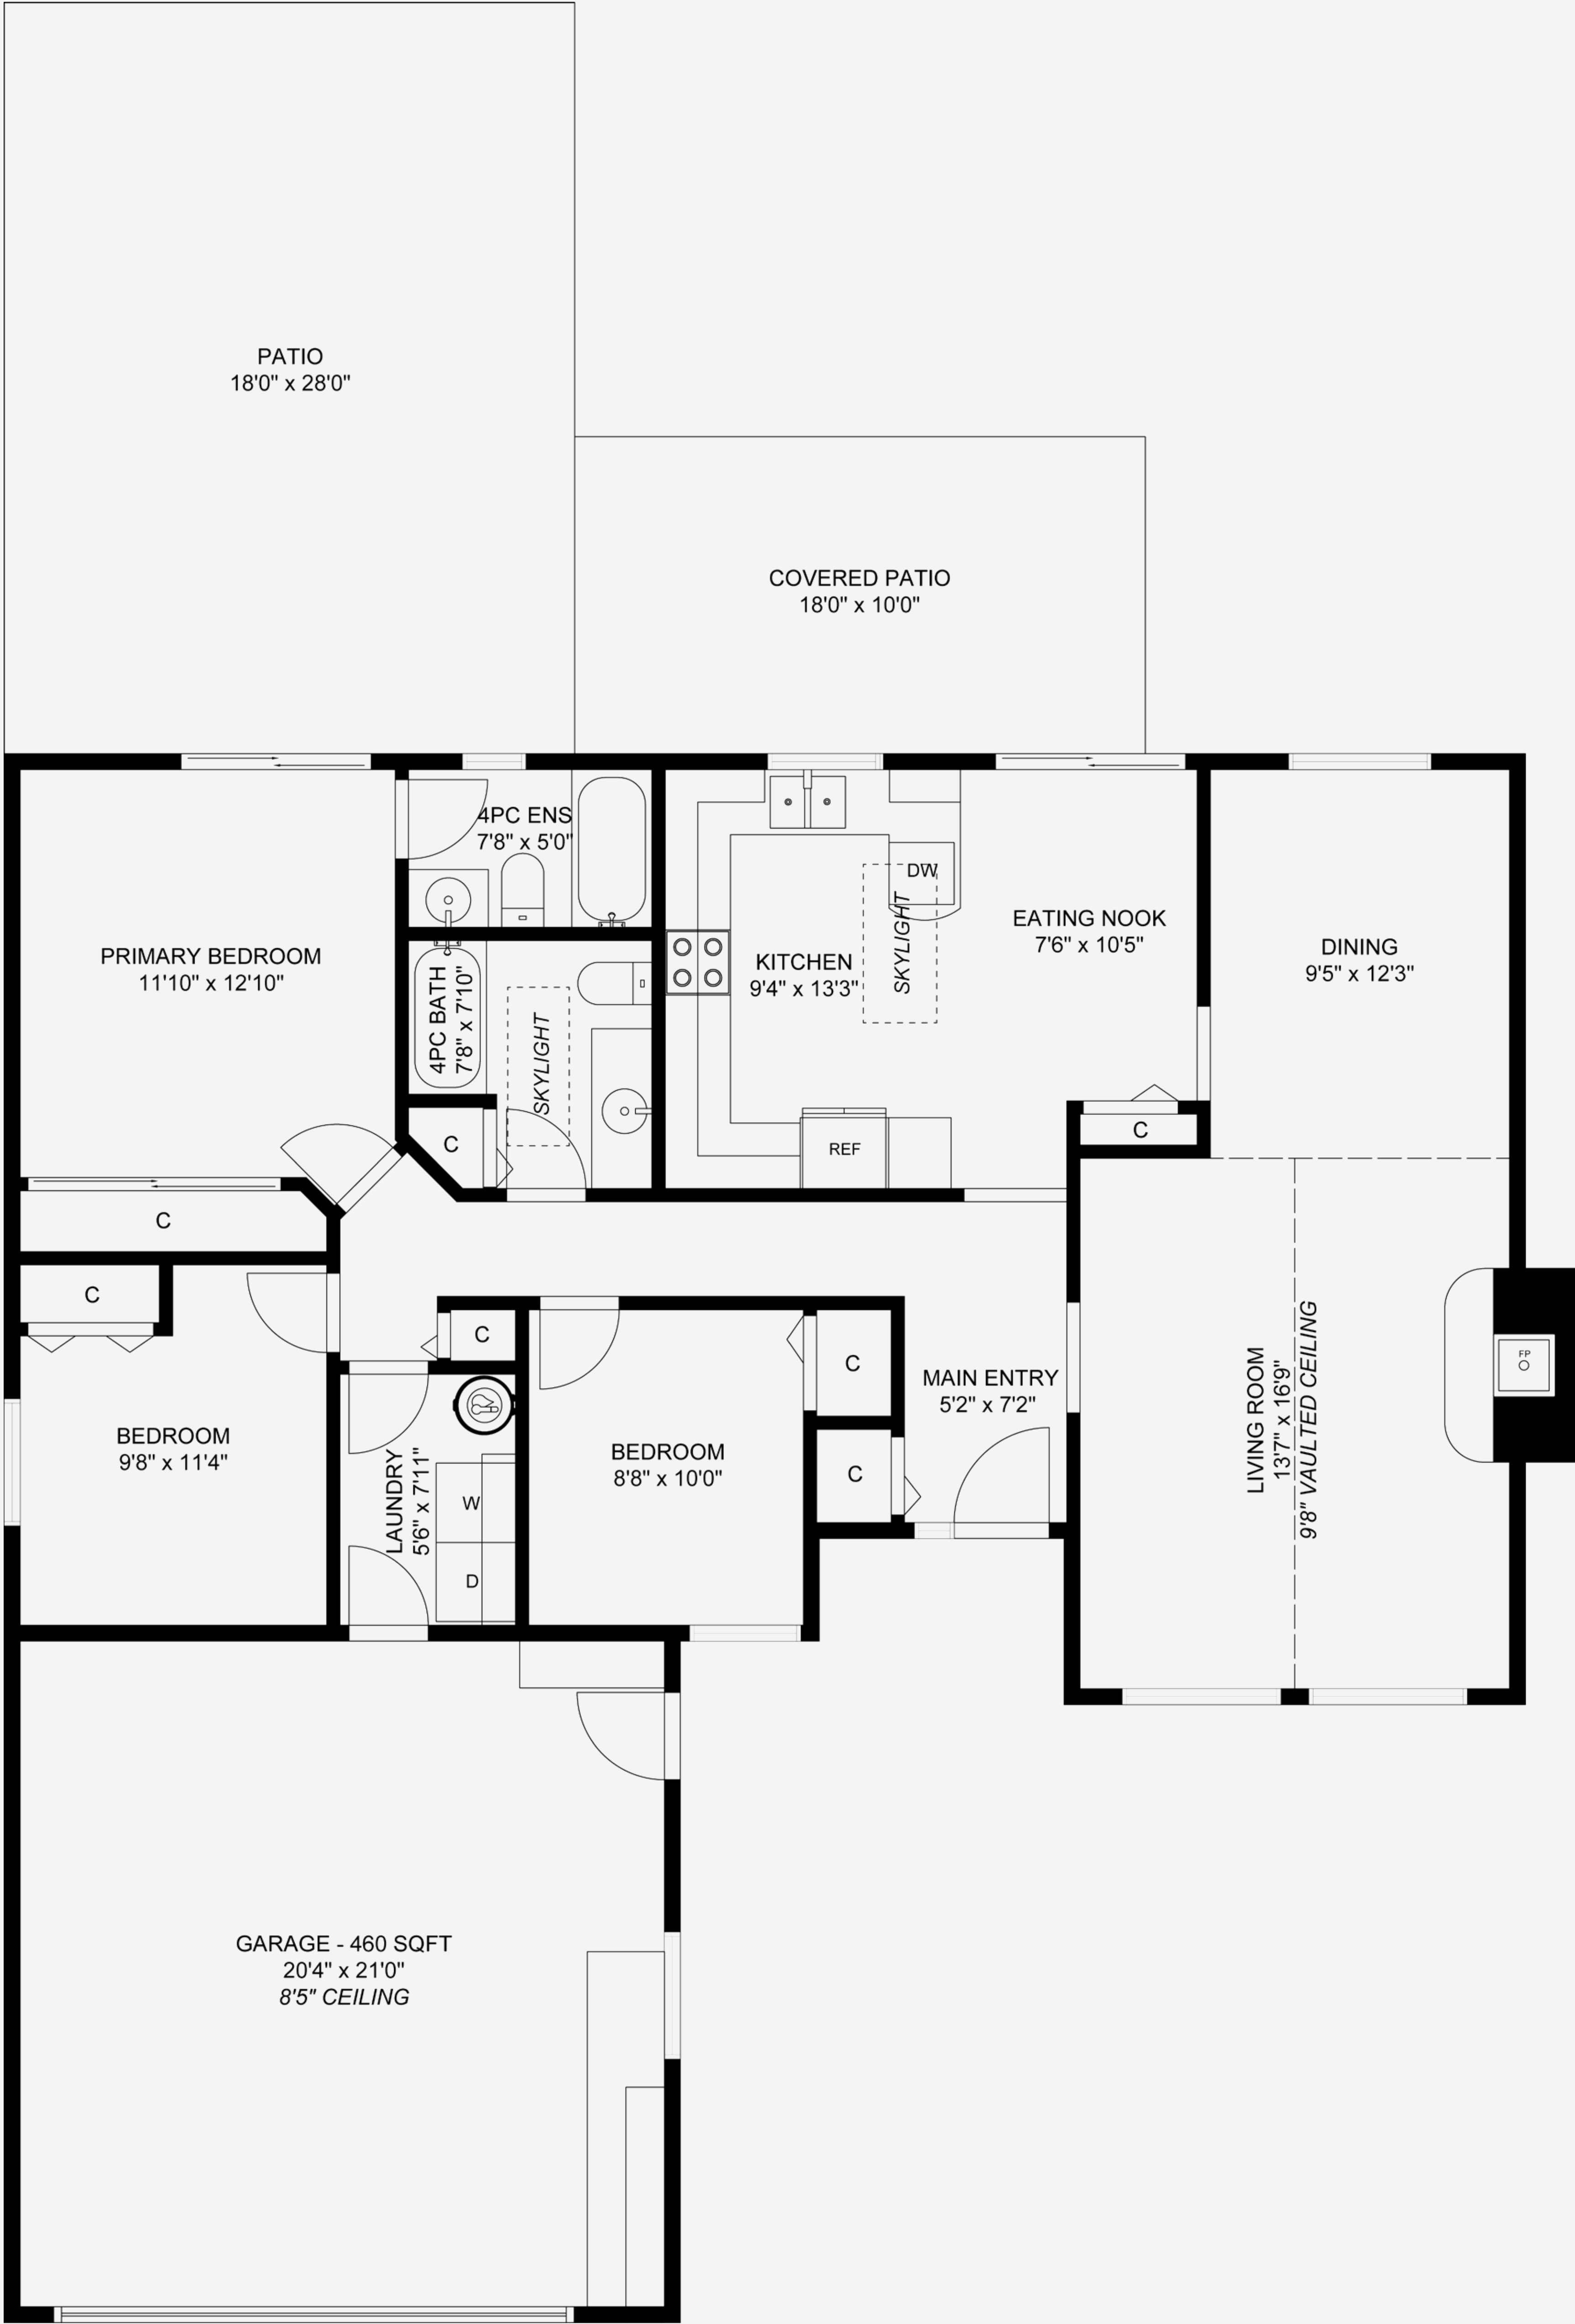 PATIO
18'0" x 28'0"
COVERED PATIO
18'0" x 10'0"
4PC ENS
7'8" x 5'0"
PRIMARY BEDROOM
11'10" x 12'10"
4PC BATH
7'8" x 7'10"
SKYLIGHT
C
KITCHEN
9'4" x 13'3"
SKYLIGHT
DW
REF
EATING NOOK
7'6" x 10'5"
C
DINING
9'5" x 12'3"
C
C
BEDROOM
9'8" x 11'4"
C
LAUNDRY
5'6" x 7'11"
W
D
BEDROOM
8'8" x 10'0"
C
C
MAIN ENTRY
5'2" x 7'2"
LIVING ROOM
13'7" x 16'9"
9'8" VAULTED CEILING
FP
GARAGE - 460 SQFT
20'4" x 21'0"
8'5" CEILING